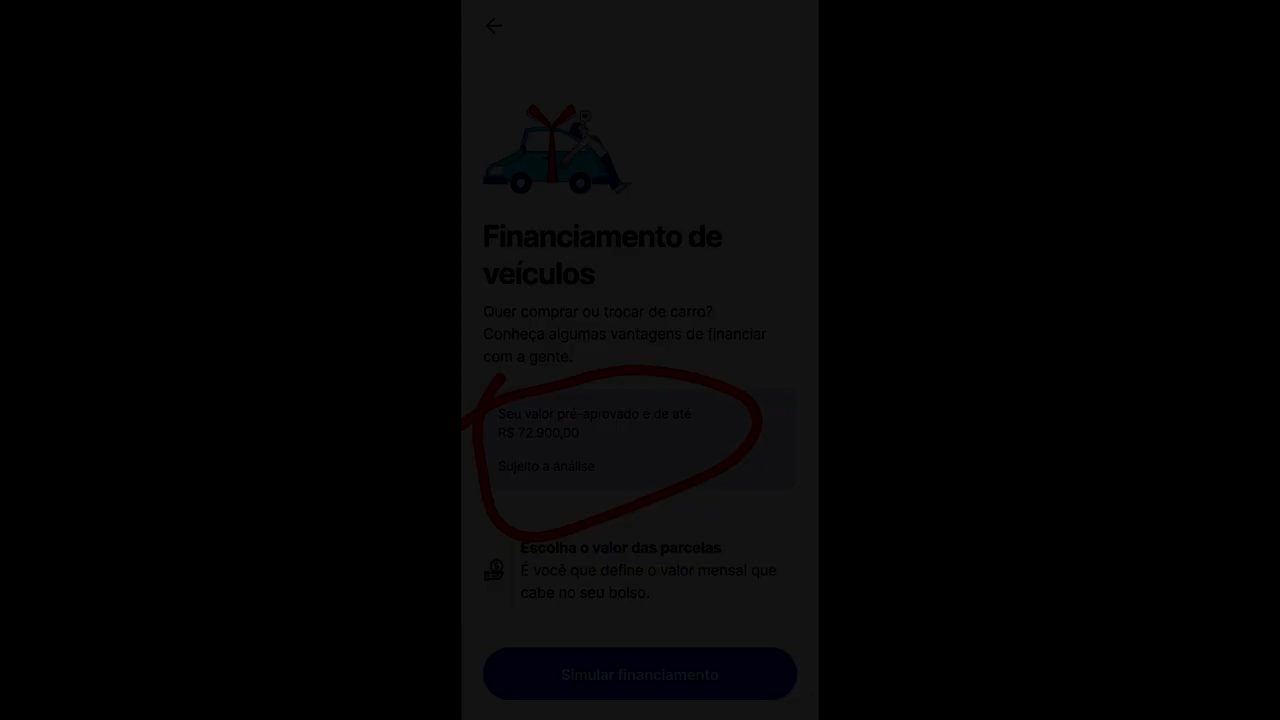 Financiamento de
veículos
Quer comprar ou trocar de carro?
Conheça algumas vantagens de financiar
com a gente.
Seu valor pré-aprovado é de até
R$ 72.900,00
Sujeito a análise
Escolha o valor das parcelas
É você que define o valor mensal que
cabe no seu bolso.
Simular financiamento